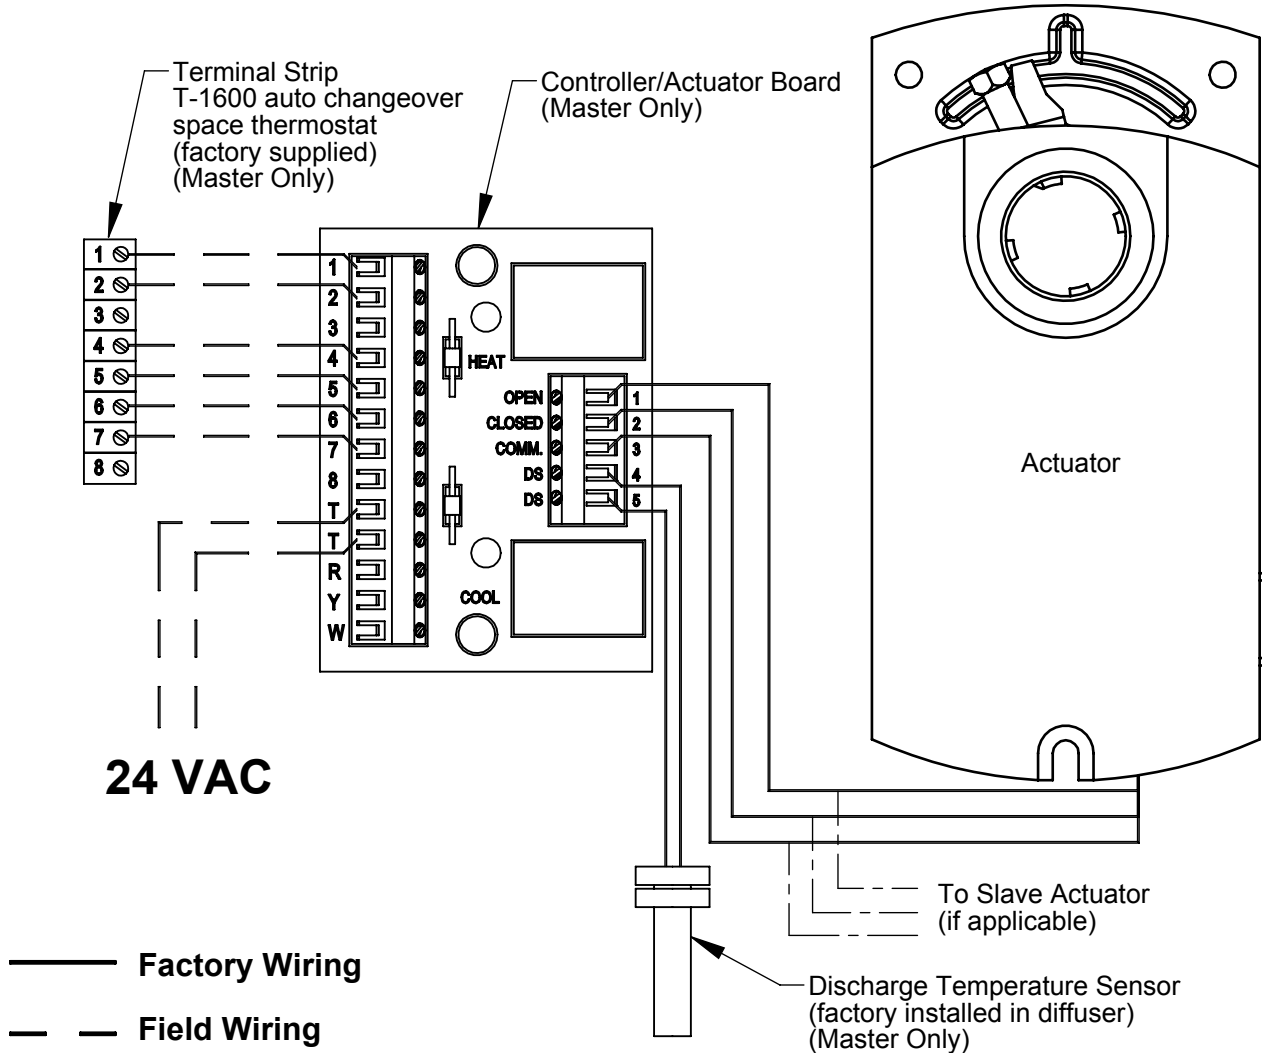 Terminal Strip
T-1600 auto changeover
space thermostat
(factory supplied)
(Master Only)
Controller/Actuator Board
(Master Only)
1
2
3
4
5
6
7
8
1
2
3
4
5
6
7
8
T
T
R
Y
W
HEAT
OPEN 1
CLOSED 2
COMM. 3
DS 4
DS 5
COOL
Actuator
24 VAC
To Slave Actuator
(if applicable)
Discharge Temperature Sensor
(factory installed in diffuser)
(Master Only)
Factory Wiring
Field Wiring